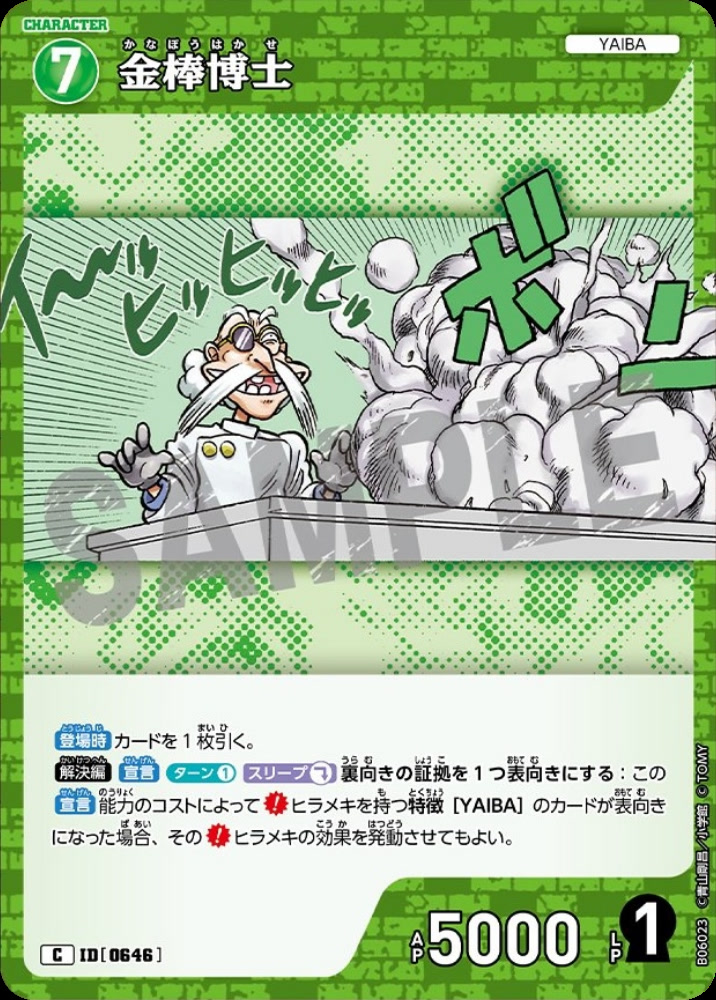 CHARACTER
7
かなぼうはかせ
金棒博士
YAIBA
イ〜〜ッ
ヒッヒッヒッ
ボン
SAMPLE
登場時 カードを1枚引く。
解決編 宣言 ターン1 スリープ 裏向きの証拠を1つ表向きにする：この
宣言 能力のコストによって ! ヒラメキを持つ特徴［YAIBA］のカードが表向き
になった場合、その ! ヒラメキの効果を発動させてもよい。
C ID[0646]
AP 5000
LP 1
B06023 ©青山剛昌／小学館 ©TOMY